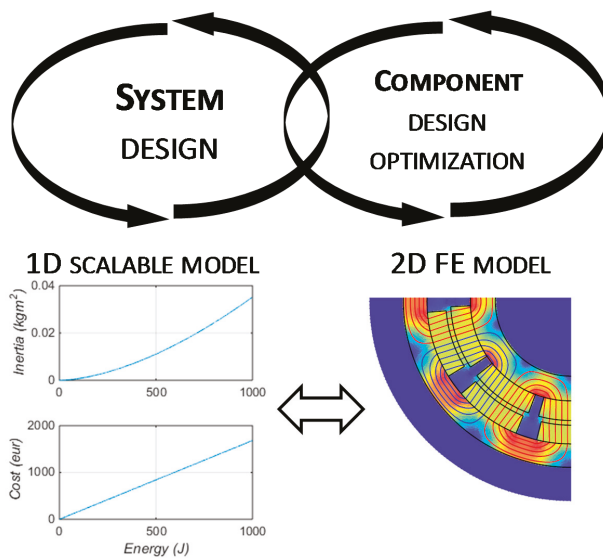 SYSTEM
DESIGN
COMPONENT
DESIGN
OPTIMIZATION
1D SCALABLE MODEL
2D FE MODEL
Inertia (kgm²)
0.04
0.02
0
0
500
1000
Cost (eur)
2000
1000
0
0
500
1000
Energy (J)